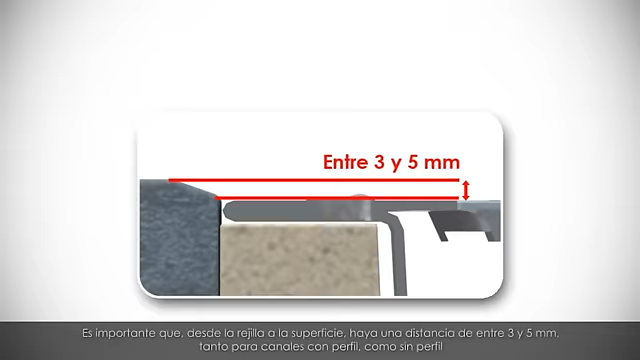 Entre 3 y 5 mm
Es importante que, desde la rejilla a la superficie, haya una distancia de entre 3 y 5 mm,
tanto para canales con perfil, como sin perfil